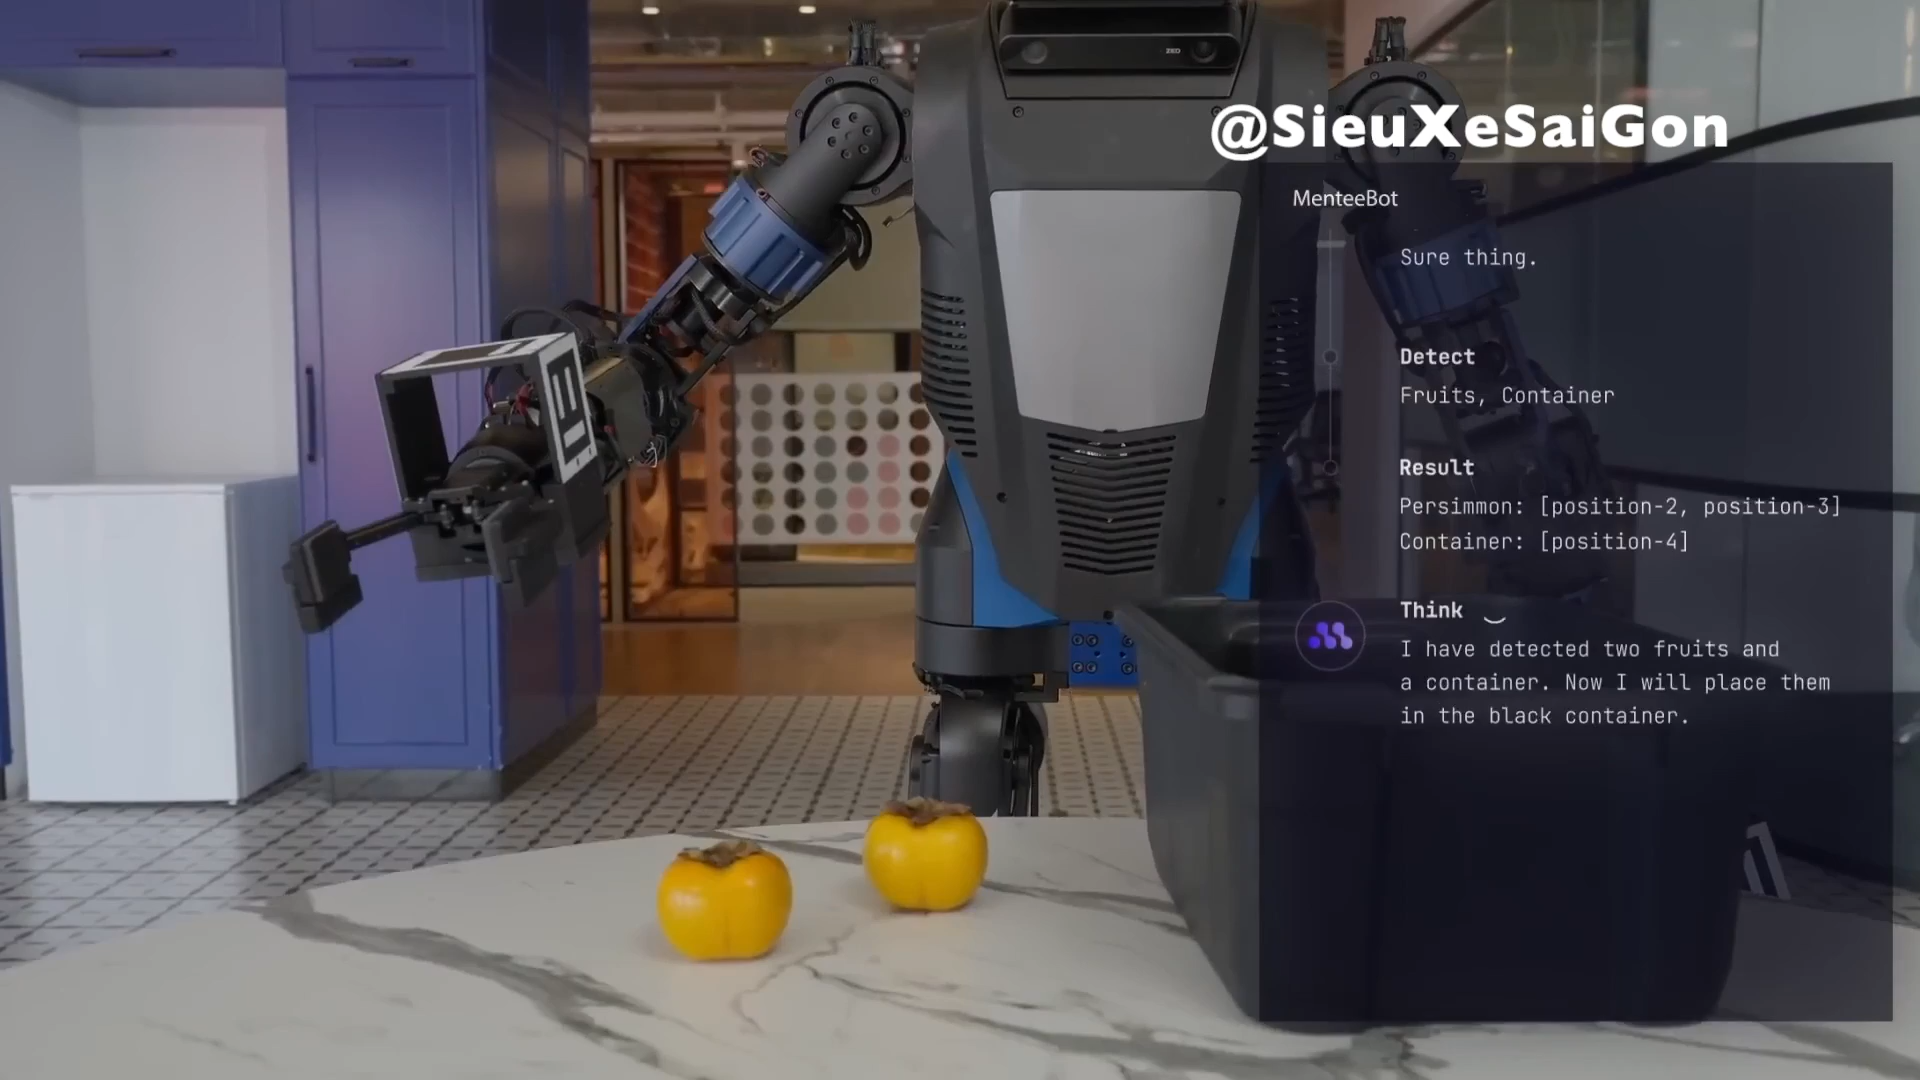 ZED
@SieuXeSaiGon
MenteeBot
Sure thing.
Detect
Fruits, Container
Result
Persimmon: [position-2, position-3]
Container: [position-4]
Think
I have detected two fruits and
a container. Now I will place them
in the black container.